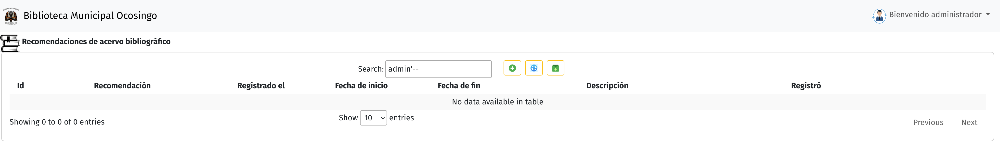 Biblioteca Municipal Ocosingo
Bienvenido administrador
Recomendaciones de acervo bibliográfico
Search: admin'--
Id Recomendación Registrado el Fecha de inicio Fecha de fin Descripción Registró
No data available in table
Showing 0 to 0 of 0 entries
Show 10 entries
Previous Next